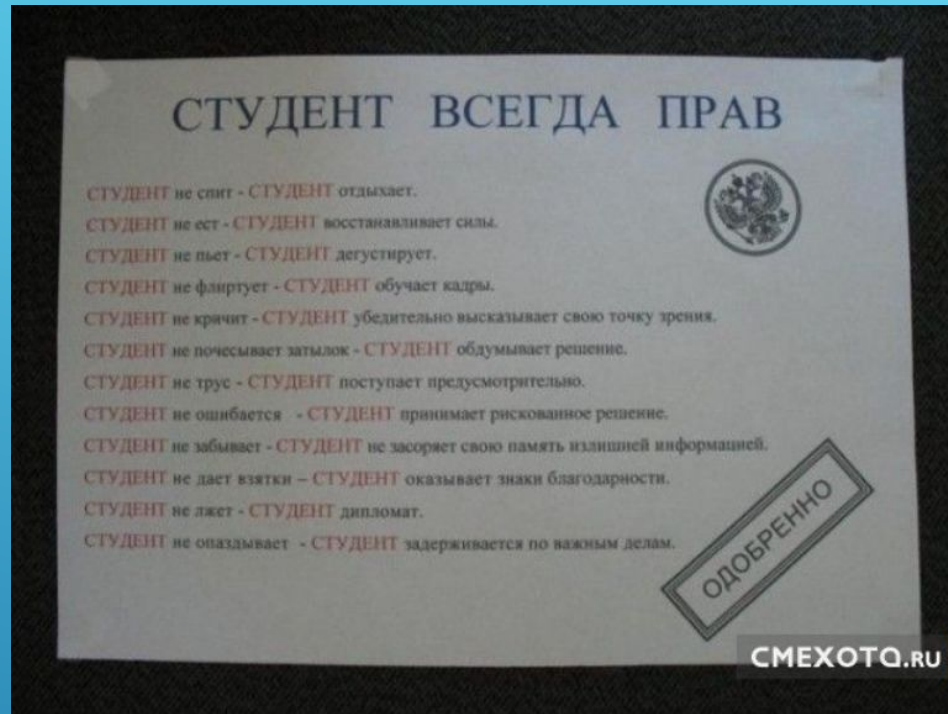 СТУДЕНТ ВСЕГДА ПРАВ
СТУДЕНТ не спит - СТУДЕНТ отдыхает.
СТУДЕНТ не ест - СТУДЕНТ восстанавливает силы.
СТУДЕНТ не пьет - СТУДЕНТ дегустирует.
СТУДЕНТ не флиртует - СТУДЕНТ обучает кадры.
СТУДЕНТ не кричит - СТУДЕНТ убедительно высказывает свою точку зрения.
СТУДЕНТ не почесывает затылок - СТУДЕНТ обдумывает решение.
СТУДЕНТ не трус - СТУДЕНТ поступает предусмотрительно.
СТУДЕНТ не ошибается - СТУДЕНТ принимает рискованное решение.
СТУДЕНТ не забывает - СТУДЕНТ не засоряет свою память излишней информацией.
СТУДЕНТ не дает взятки – СТУДЕНТ оказывает знаки благодарности.
СТУДЕНТ не лжет - СТУДЕНТ дипломат.
СТУДЕНТ не опаздывает - СТУДЕНТ задерживается по важным делам.
ОДОБРЕННО
СМЕХОТА.RU